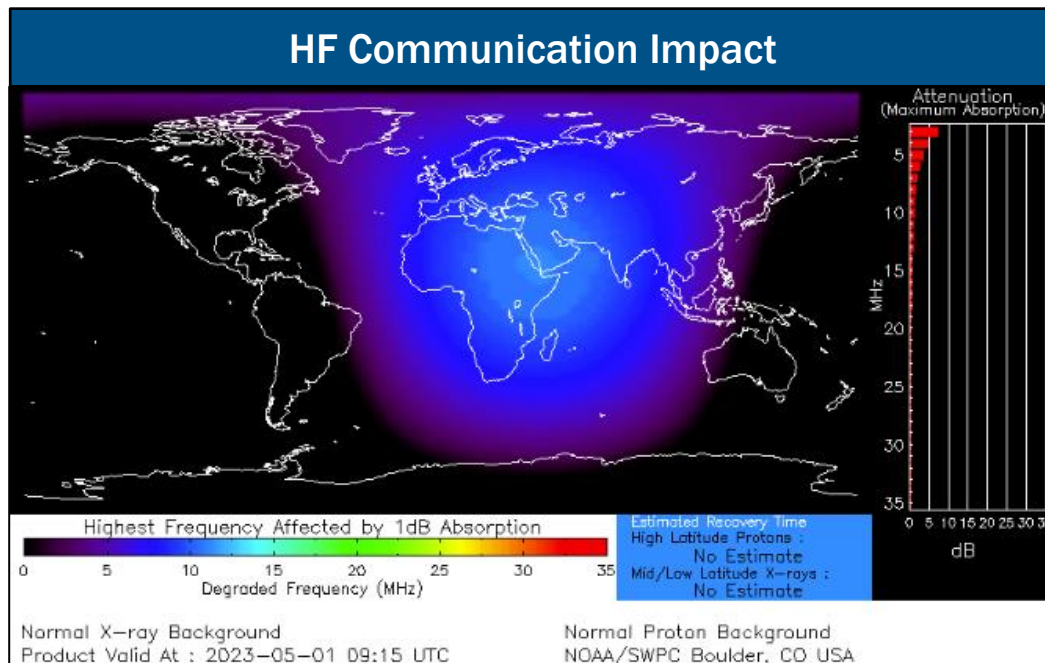 HF Communication Impact
Attenuation
(Maximum Absorption)
5
10
15
20
25
30
35
MHz
0 5 10 15 20 25 30 35
dB
Highest Frequency Affected by 1dB Absorption
0 5 10 15 20 25 30 35
Degraded Frequency (MHz)
Estimated Recovery Time
High Latitude Protons :
No Estimate
Mid/Low Latitude X-rays :
No Estimate
Normal X-ray Background
Normal Proton Background
Product Valid At : 2023-05-01 09:15 UTC
NOAA/SWPC Boulder, CO USA